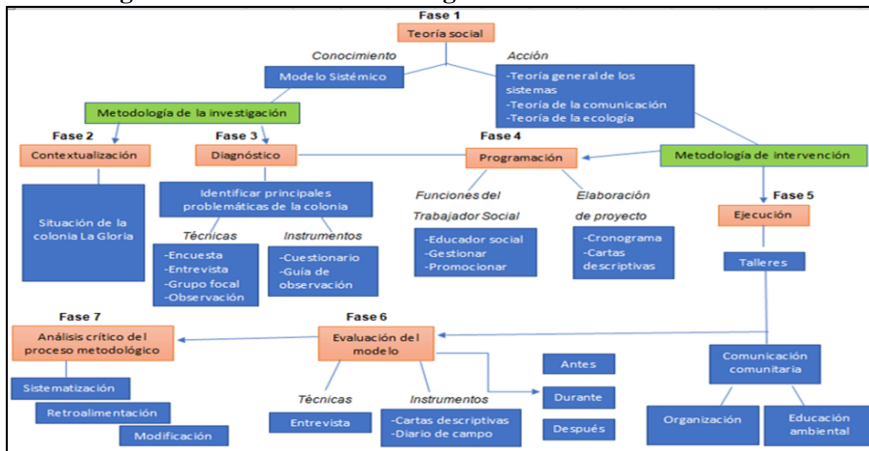 Fase 1
Teoría social
Conocimiento
Acción
Modelo Sistémico
-Teoría general de los
sistemas
-Teoría de la comunicación
-Teoría de la ecología
Metodología de la investigación
Fase 2
Fase 3
Fase 4
Contextualización
Diagnóstico
Programación
Metodología de intervención
Fase 5
Ejecución
Situación de la
colonia La Gloria
Identificar principales
problemáticas de la colonia
Técnicas
-Encuesta
-Entrevista
-Grupo focal
-Observación
Instrumentos
-Cuestionario
-Guía de
observación
Funciones del
Trabajador Social
-Educador social
-Gestionar
-Promocionar
Elaboración
de proyecto
-Cronograma
-Cartas
descriptivas
Talleres
Fase 7
Análisis crítico del
proceso metodológico
Fase 6
Evaluación del
modelo
Sistematización
Retroalimentación
Modificación
Técnicas
Entrevista
Instrumentos
-Cartas descriptivas
-Diario de campo
Antes
Durante
Después
Comunicación
comunitaria
Organización
Educación
ambiental